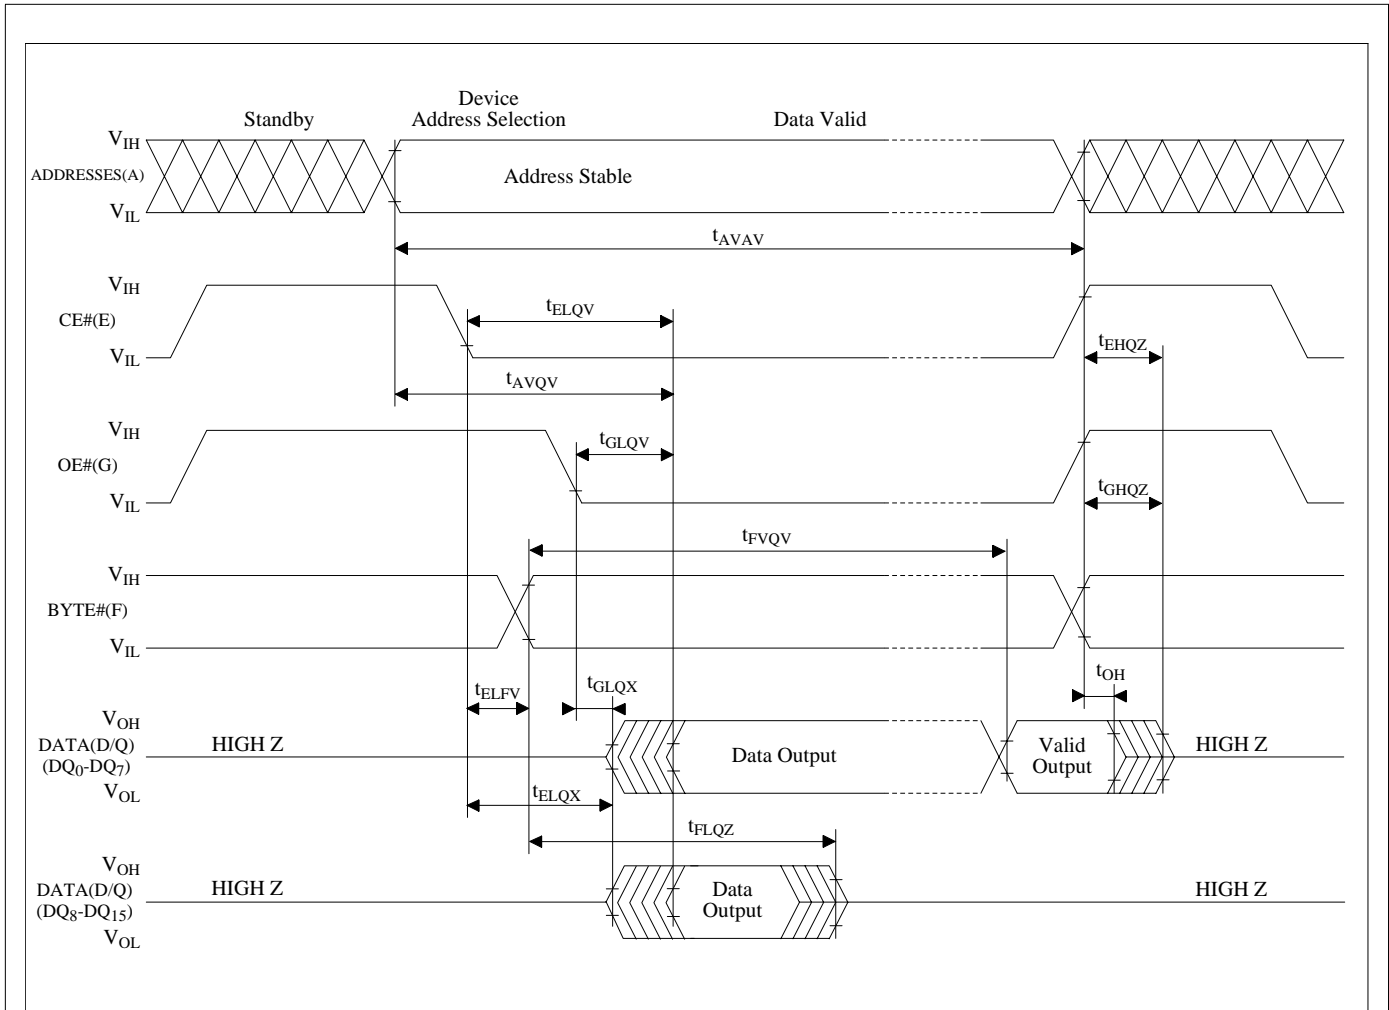 Standby
Device
Address Selection
Data Valid
VIH
ADDRESSES(A)
VIL
Address Stable
tAVAV
VIH
CE#(E)
VIL
tELQV
tEHQZ
tAVQV
VIH
OE#(G)
VIL
tGLQV
tGHQZ
tFVQV
VIH
BYTE#(F)
VIL
tELFV
tGLQX
tOH
VOH
DATA(D/Q)
(DQ0-DQ7)
VOL
HIGH Z
Data Output
Valid
Output
HIGH Z
tELQX
tFLQZ
VOH
DATA(D/Q)
(DQ8-DQ15)
VOL
HIGH Z
Data
Output
HIGH Z